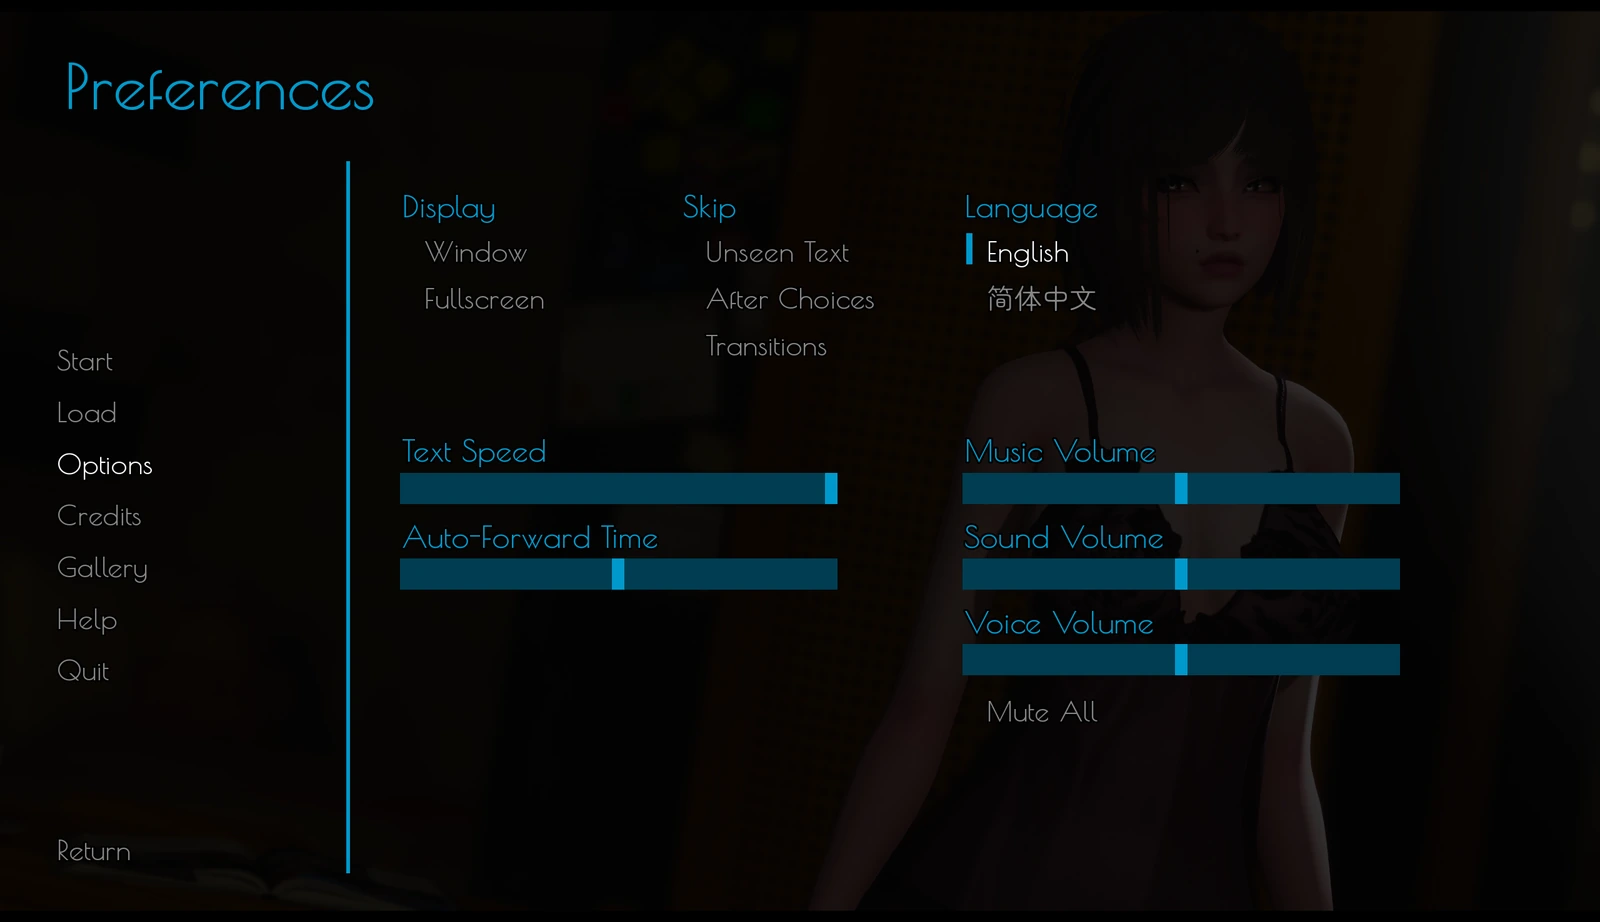 Preferences
Start
Load
Options
Credits
Gallery
Help
Quit
Return
Display
Window
Fullscreen
Skip
Unseen Text
After Choices
Transitions
Language
English
简体中文
Text Speed
Auto-Forward Time
Music Volume
Sound Volume
Voice Volume
Mute All